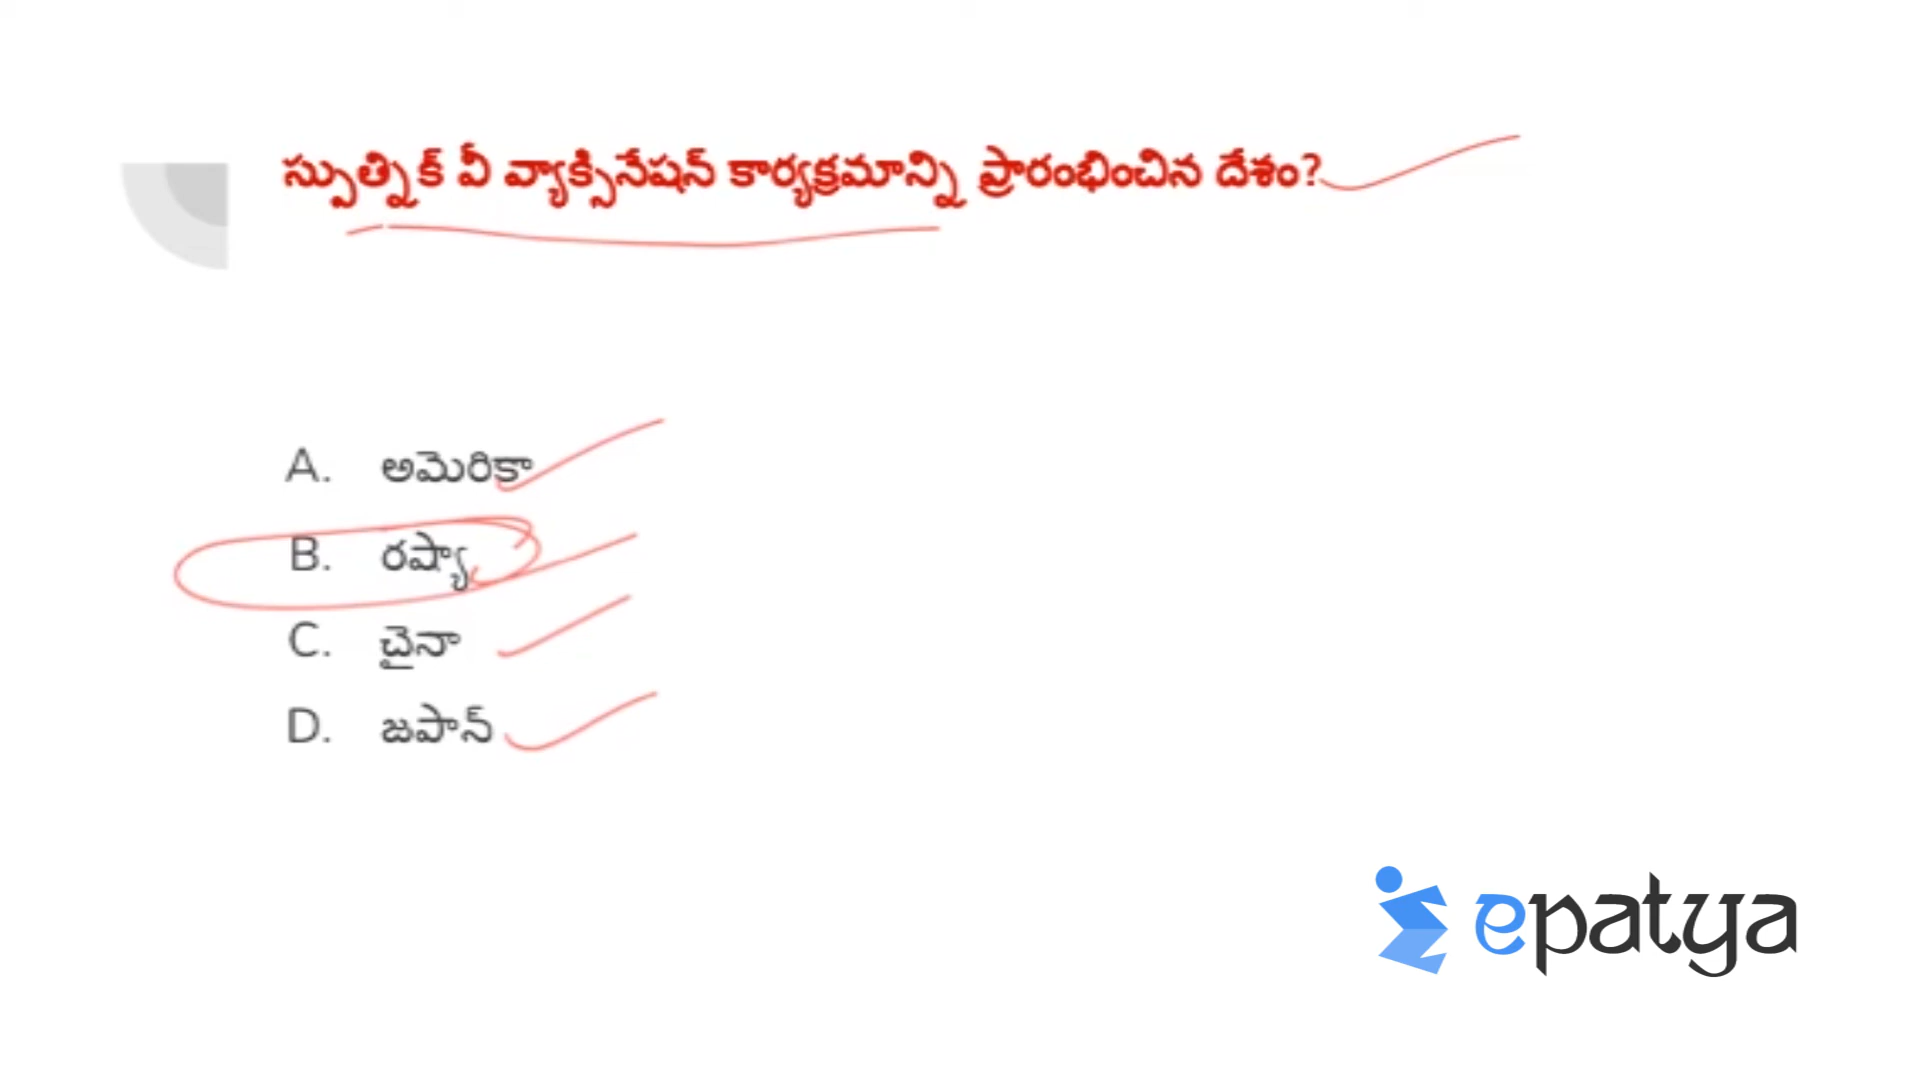 స్పుత్నిక్ వీ వ్యాక్సినేషన్ కార్యక్రమాన్ని ప్రారంభించిన దేశం?
A. అమెరికా
B. రష్యా
C. చైనా
D. జపాన్
epatya